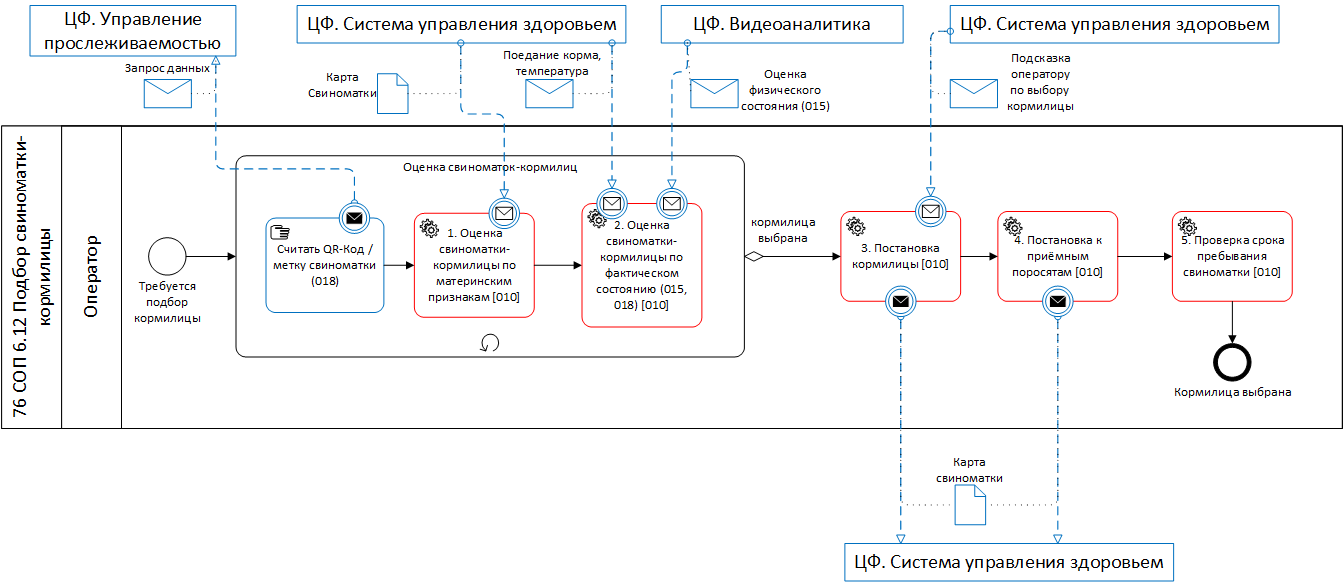 ЦФ. Управление
прослеживаемостью
ЦФ. Система управления здоровьем
ЦФ. Видеоаналитика
ЦФ. Система управления здоровьем
Запрос данных
Карта
Свиноматки
Поедание корма,
температура
Оценка
физического
состояния (015)
Подсказка
оператору
по выбору
кормилицы
76 СОП 6.12 Подбор свиноматки-
кормилицы
Оператор
Требуется
подбор
кормилицы
Оценка свиноматок-кормилиц
Считать QR-Код /
метку свиноматки
(018)
1. Оценка
свиноматки-
кормилицы по
материнским
признакам [010]
2. Оценка
свиноматки-
кормилицы по
фактическом
состоянию (015,
018) [010]
кормилица
выбрана
3. Постановка
кормилицы [010]
4. Постановка к
приёмным
поросятам [010]
5. Проверка срока
пребывания
свиноматки [010]
Кормилица выбрана
Карта
свиноматки
ЦФ. Система управления здоровьем